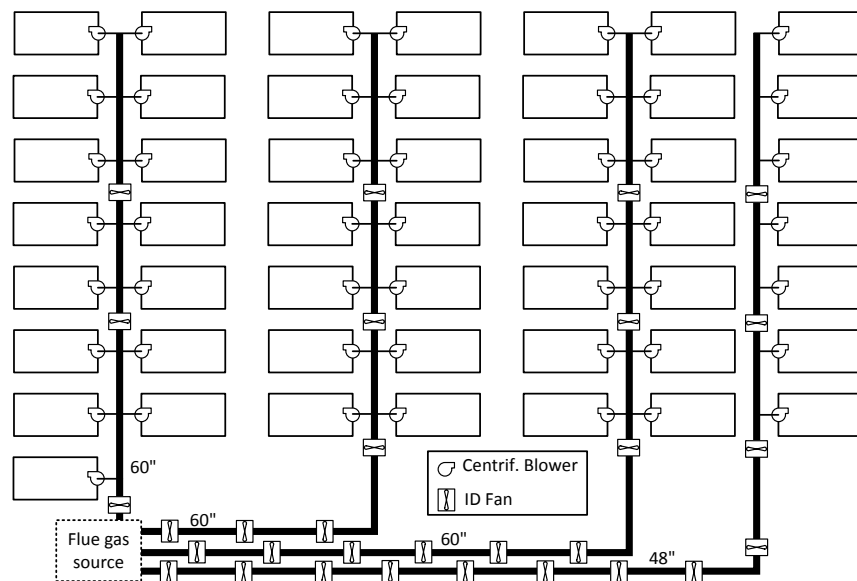 60"
Centrif. Blower
ID Fan
60"
Flue gas
source
60"
48"